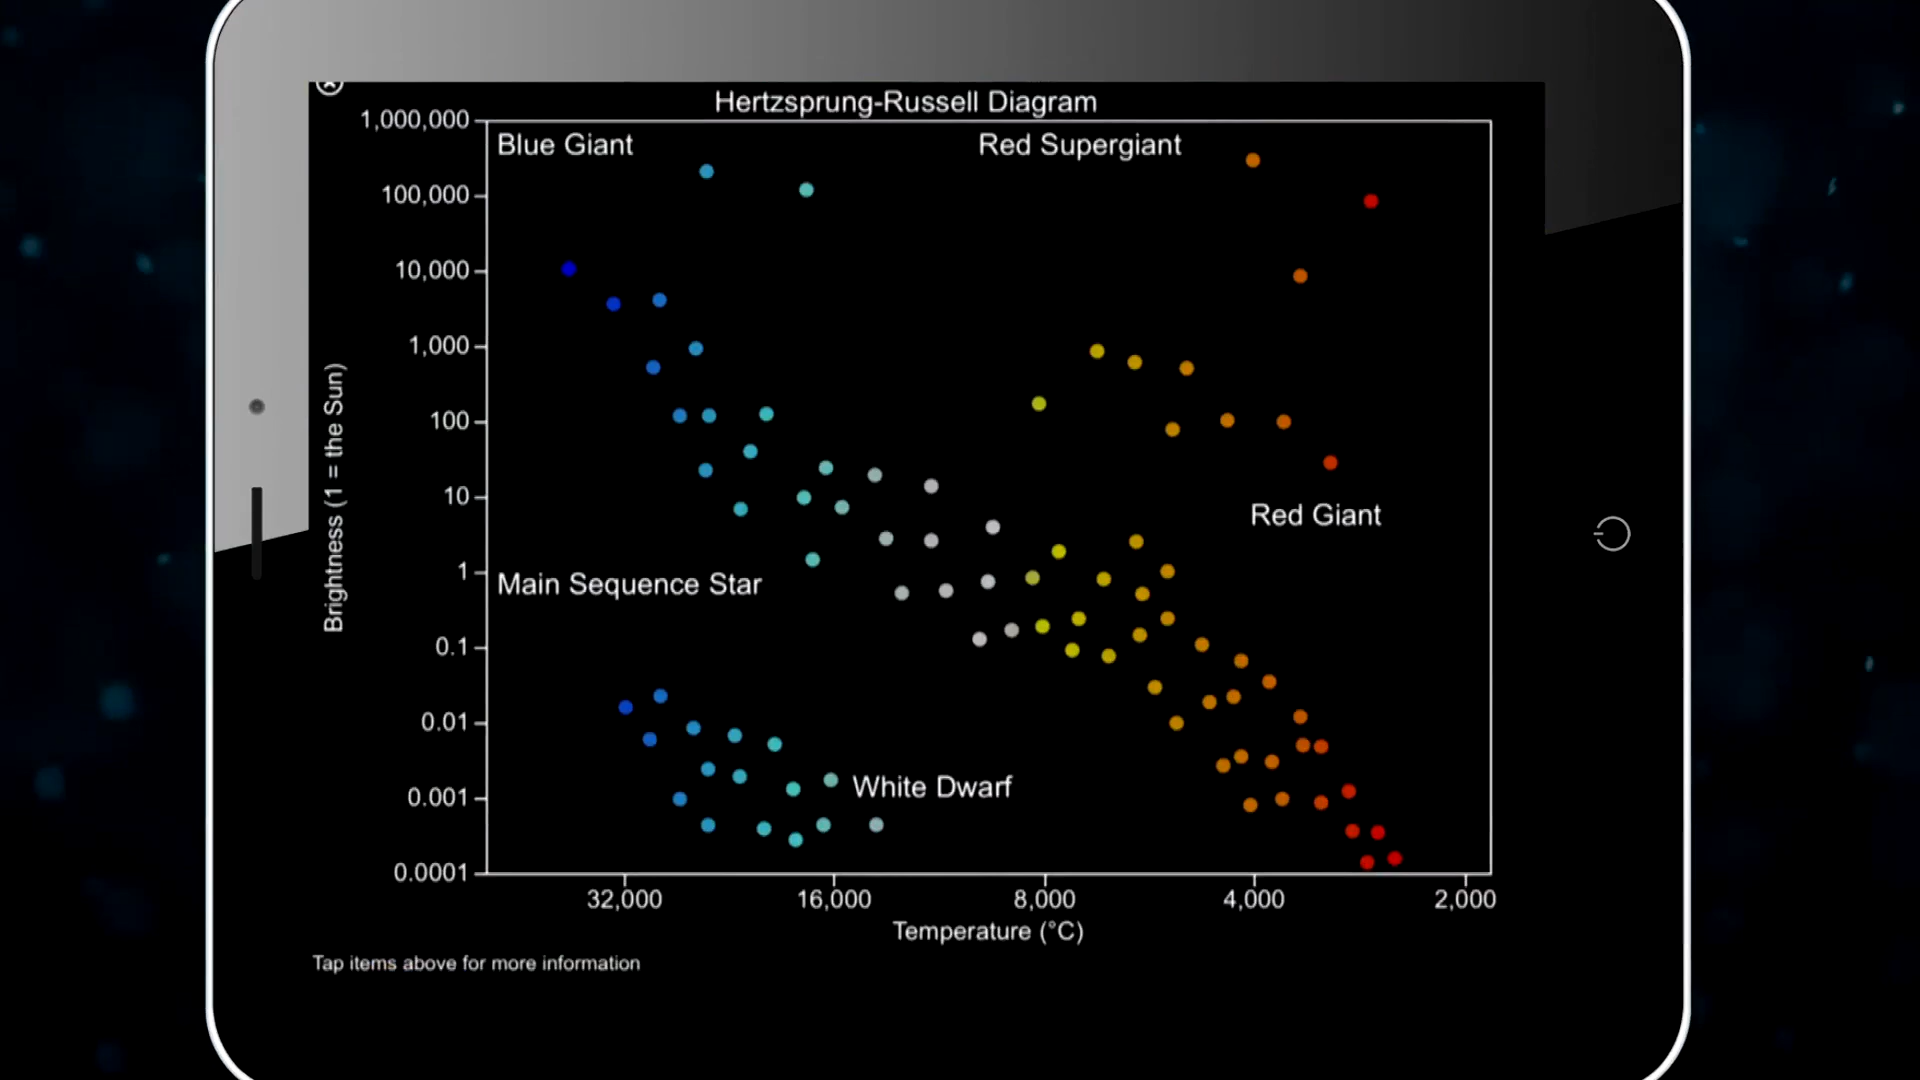 Hertzsprung-Russell Diagram
1,000,000
Blue Giant
Red Supergiant
100,000
10,000
1,000
100
10
Red Giant
1
Main Sequence Star
0.1
0.01
White Dwarf
0.001
0.0001
Brightness (1 = the Sun)
32,000
16,000
8,000
4,000
2,000
Temperature (°C)
Tap items above for more information